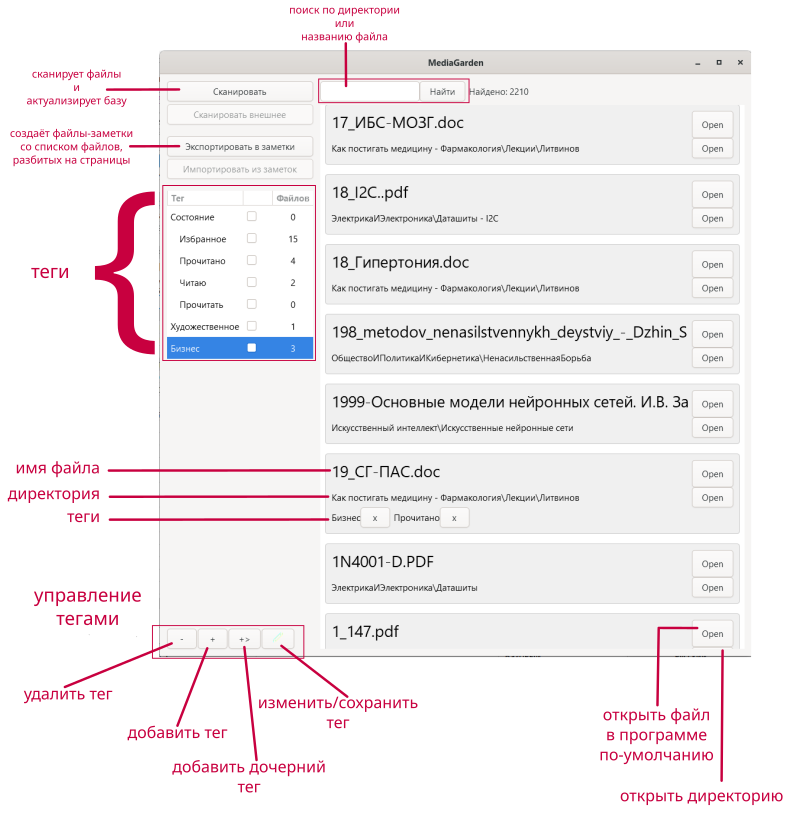 поиск по директории
или
названию файла
MediaGarden
сканирует файлы
и
актуализирует базу
Сканировать
Найти
Найдено: 2210
Сканировать внешнее
создаёт файлы-заметки
со списком файлов,
разбитых на страницы
Экспортировать в заметки
Импортировать из заметок
теги
Тег Файлов
Состояние 0
Избранное 15
Прочитано 4
Читаю 2
Прочитать 0
Художественное 1
Бизнес 3
17_ИБС-МОЗГ.doc
Open
Как постигать медицину - Фармакология\Лекции\Литвинов
Open
18_I2C..pdf
Open
ЭлектрикаИЭлектроника\Даташиты - I2C
Open
18_Гипертония.doc
Open
Как постигать медицину - Фармакология\Лекции\Литвинов
Open
198_metodov_nenasilstvennykh_deystviy_-_Dzhin_S
Open
ОбществоИПолитикаИКибернетика\НенасильственнаяБорьба
Open
1999-Основные модели нейронных сетей. И.В. За
Open
Искусственный интеллект\Искусственные нейронные сети
Open
имя файла
19_СГ-ПАС.doc
Open
директория
Как постигать медицину - Фармакология\Лекции\Литвинов
Open
теги
Бизнес x Прочитано x
1N4001-D.PDF
Open
ЭлектрикаИЭлектроника\Даташиты
Open
1_147.pdf
Open
управление
тегами
- + +>
удалить тег
добавить тег
добавить дочерний
тег
изменить/сохранить
тег
открыть файл
в программе
по-умолчанию
открыть директорию